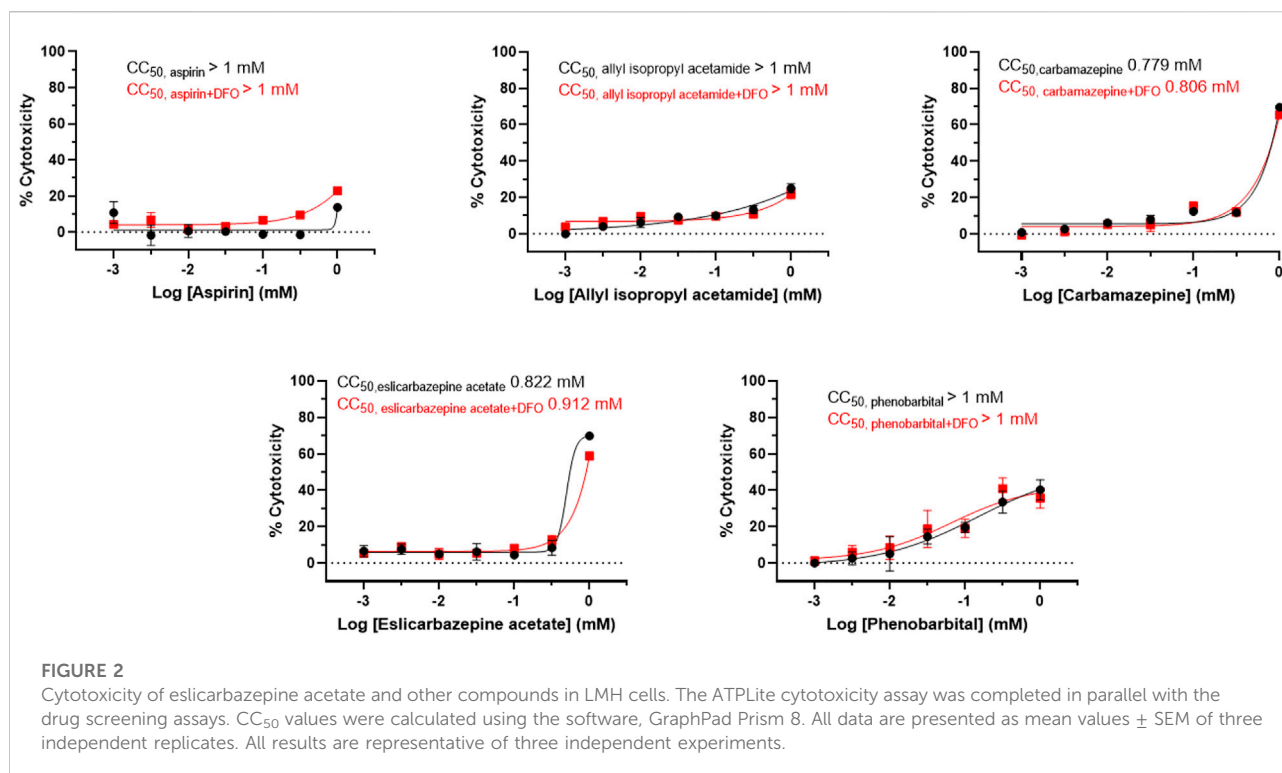 CC50, aspirin > 1 mM
CC50, aspirin+DFO > 1 mM
100
80
60
40
20
0
% Cytotoxicity
-3
-2
-1
0
Log [Aspirin] (mM)
CC50, allyl isopropyl acetamide > 1 mM
CC50, allyl isopropyl acetamide+DFO > 1 mM
100
80
60
40
20
0
% Cytotoxicity
-3
-2
-1
0
Log [Allyl isopropyl acetamide] (mM)
CC50,carbamazepine 0.779 mM
CC50, carbamazepine+DFO 0.806 mM
100
80
60
40
20
0
% Cytotoxicity
-3
-2
-1
0
Log [Carbamazepine] (mM)
CC50,eslicarbazepine acetate 0.822 mM
CC50, eslicarbazepine acetate+DFO 0.912 mM
100
80
60
40
20
0
% Cytotoxicity
-3
-2
-1
0
Log [Eslicarbazepine acetate] (mM)
CC50, phenobarbital > 1 mM
CC50, phenobarbital+DFO > 1 mM
100
80
60
40
20
0
% Cytotoxicity
-3
-2
-1
0
Log [Phenobarbital] (mM)
FIGURE 2
Cytotoxicity of eslicarbazepine acetate and other compounds in LMH cells. The ATPLite cytotoxicity assay was completed in parallel with the
drug screening assays. CC50 values were calculated using the software, GraphPad Prism 8. All data are presented as mean values ± SEM of three
independent replicates. All results are representative of three independent experiments.